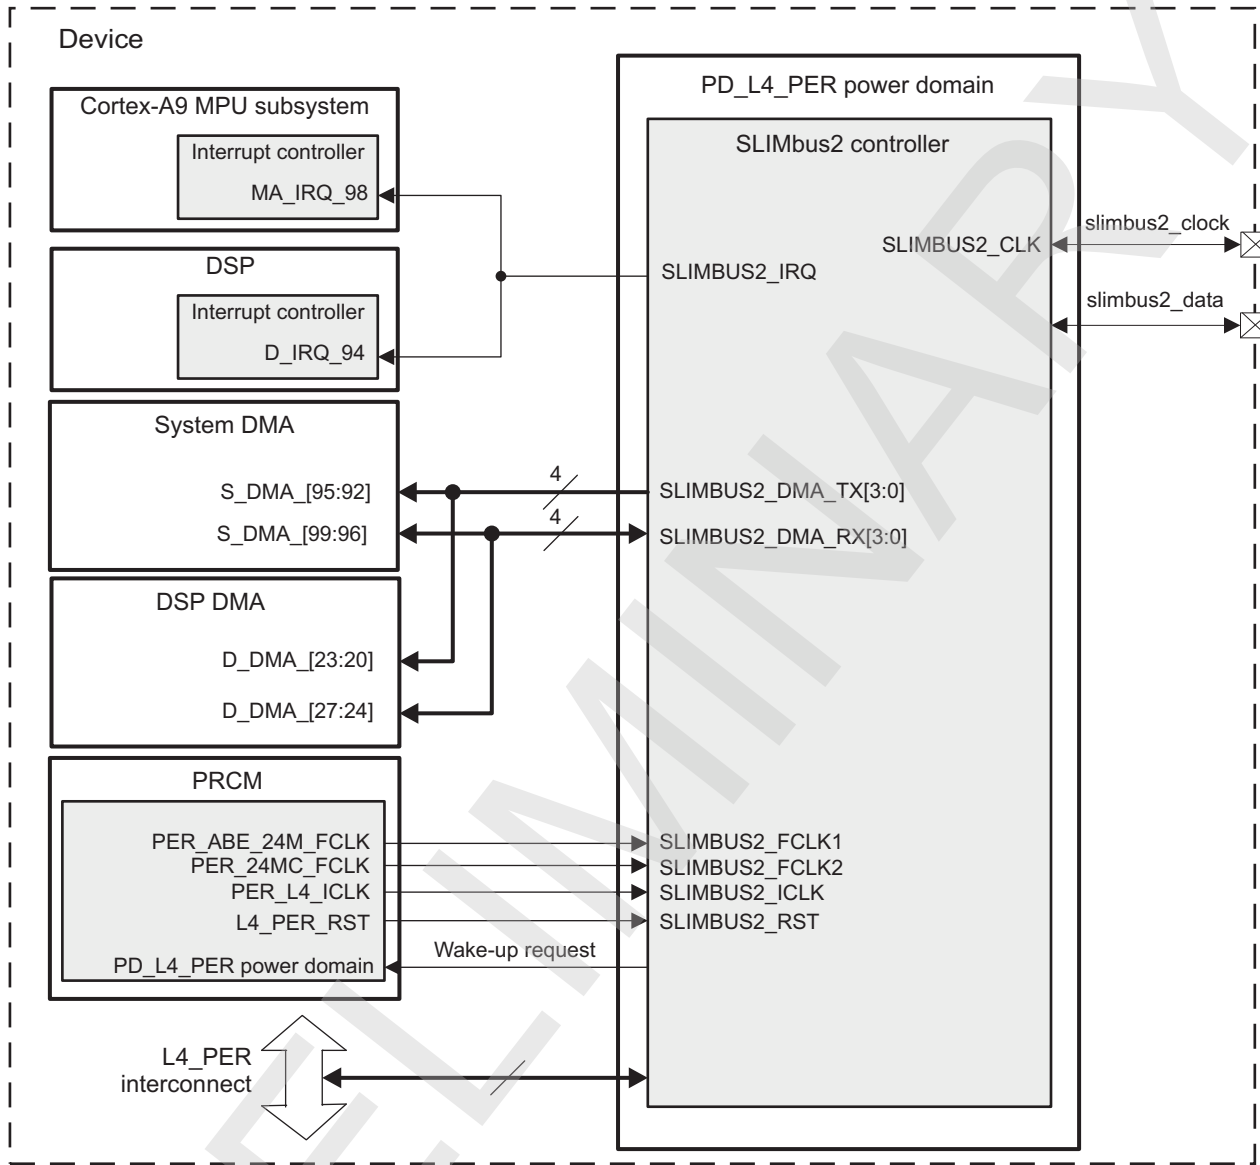 Device
Cortex-A9 MPU subsystem
Interrupt controller
MA_IRQ_98
DSP
Interrupt controller
D_IRQ_94
System DMA
S_DMA_[95:92]
S_DMA_[99:96]
DSP DMA
D_DMA_[23:20]
D_DMA_[27:24]
PRCM
PER_ABE_24M_FCLK
PER_24MC_FCLK
PER_L4_ICLK
L4_PER_RST
PD_L4_PER power domain
Wake-up request
L4_PER
interconnect
4
4
PD_L4_PER power domain
SLIMbus2 controller
SLIMBUS2_CLK
SLIMBUS2_IRQ
SLIMBUS2_DMA_TX[3:0]
SLIMBUS2_DMA_RX[3:0]
SLIMBUS2_FCLK1
SLIMBUS2_FCLK2
SLIMBUS2_ICLK
SLIMBUS2_RST
slimbus2_clock
slimbus2_data
ELIMINARY